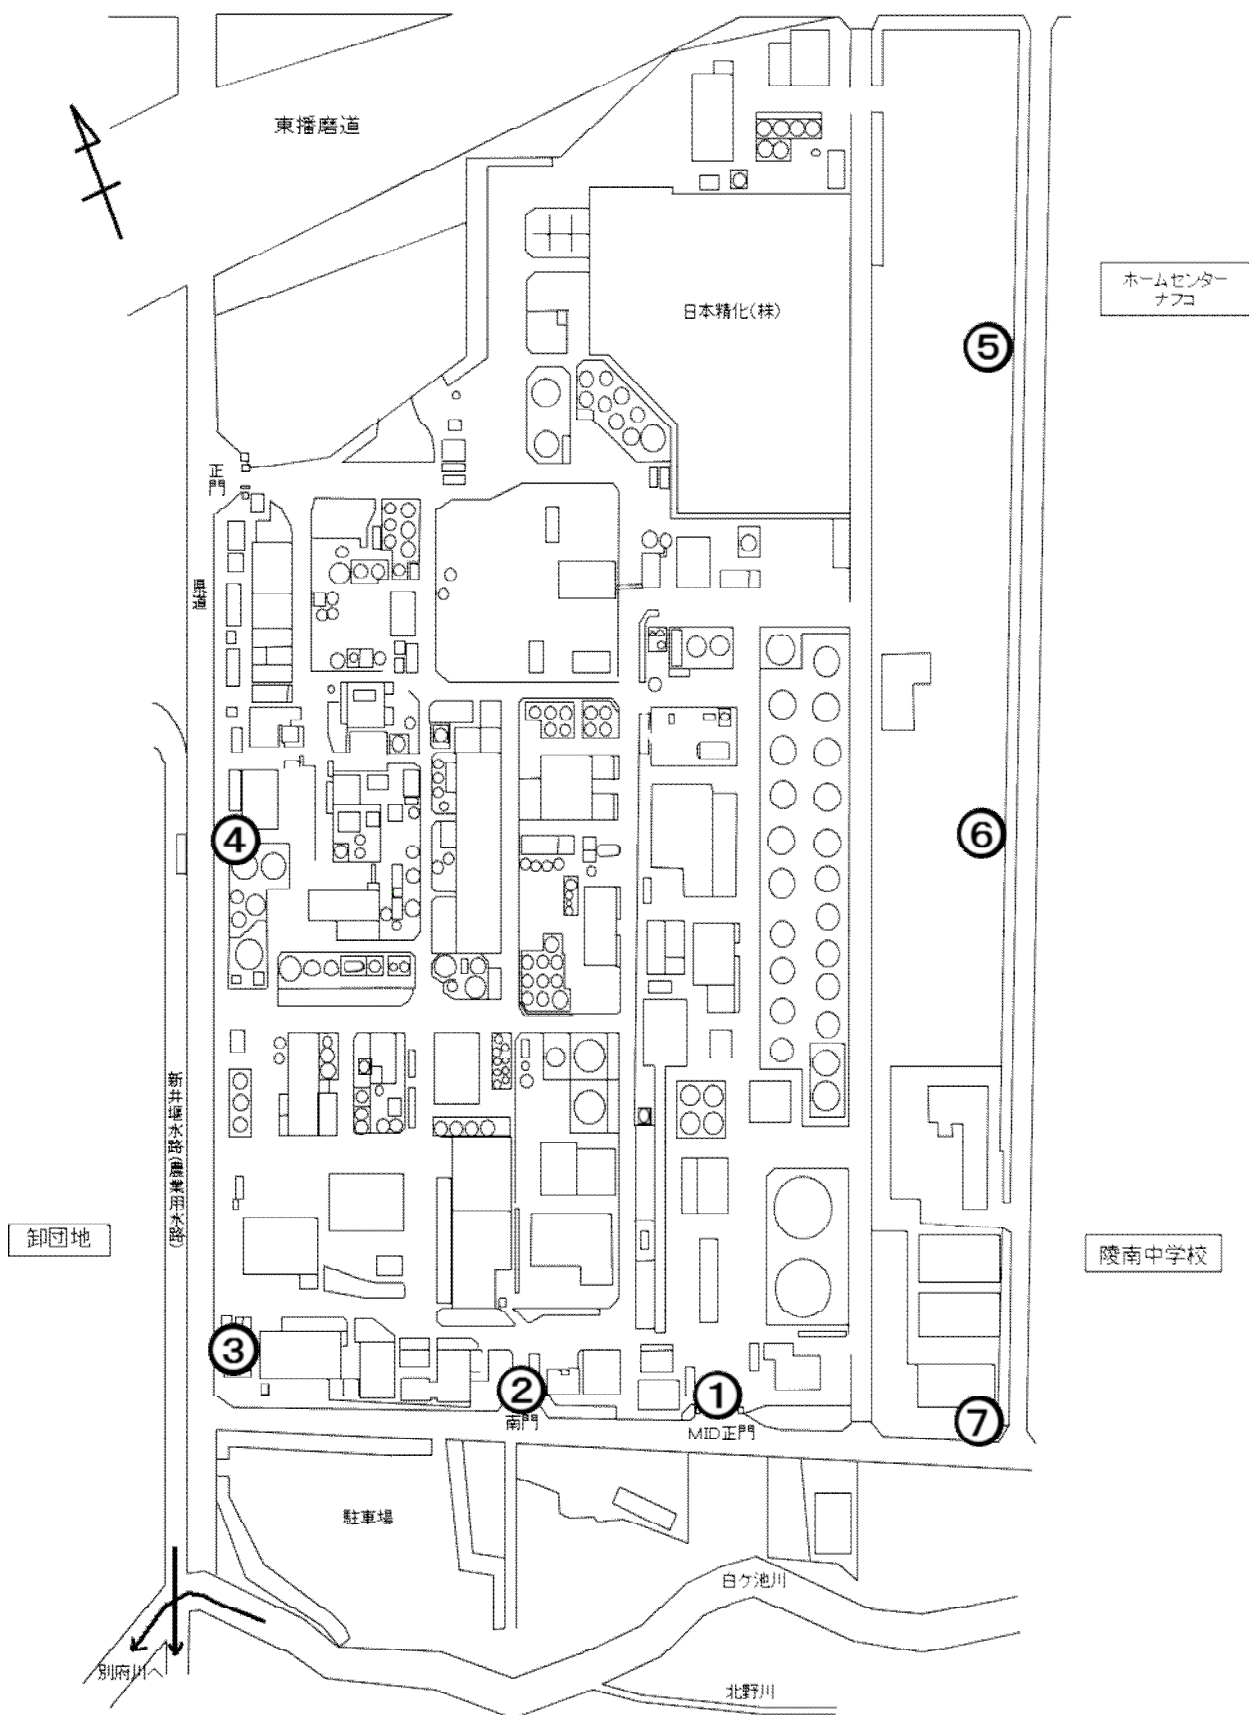 東播磨道
ホームセンター
ナフコ
日本精化(株)
⑤
正門
県道
④
⑥
新井堰水路(農業用水路)
卸団地
陵南中学校
③
②
①
⑦
南門
MID正門
駐車場
白ケ池川
別府川へ
北野川